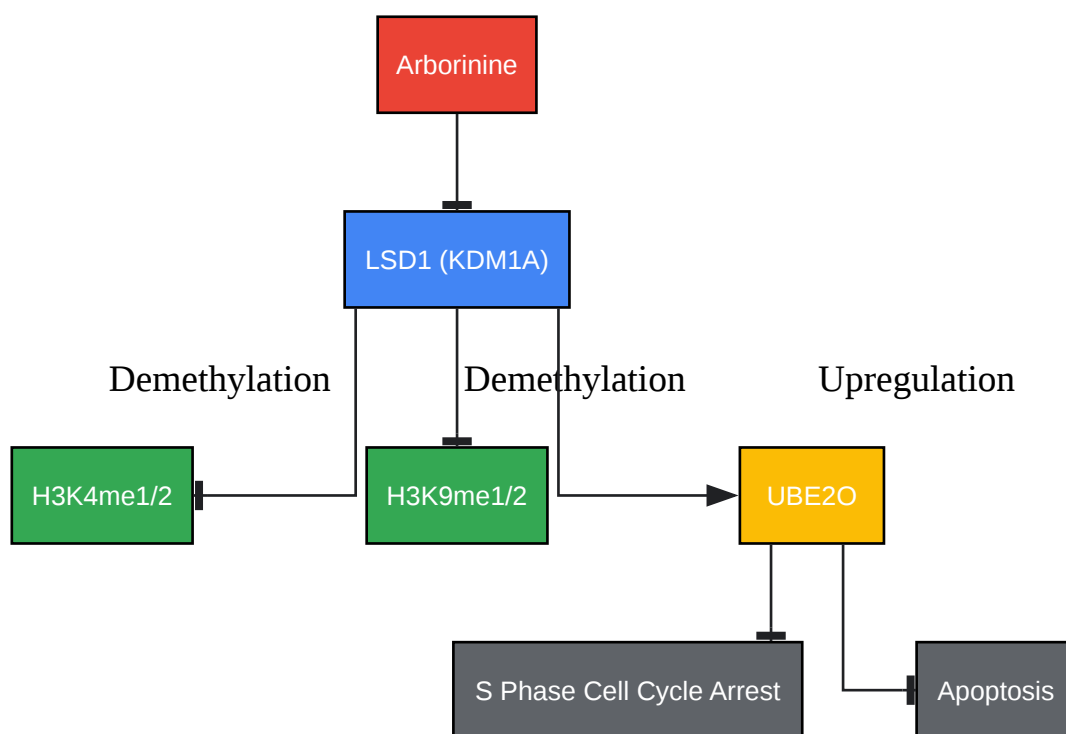 Arborinine
LSD1 (KDM1A)
Demethylation
Demethylation
Upregulation
H3K4me1/2
H3K9me1/2
UBE2O
S Phase Cell Cycle Arrest
Apoptosis